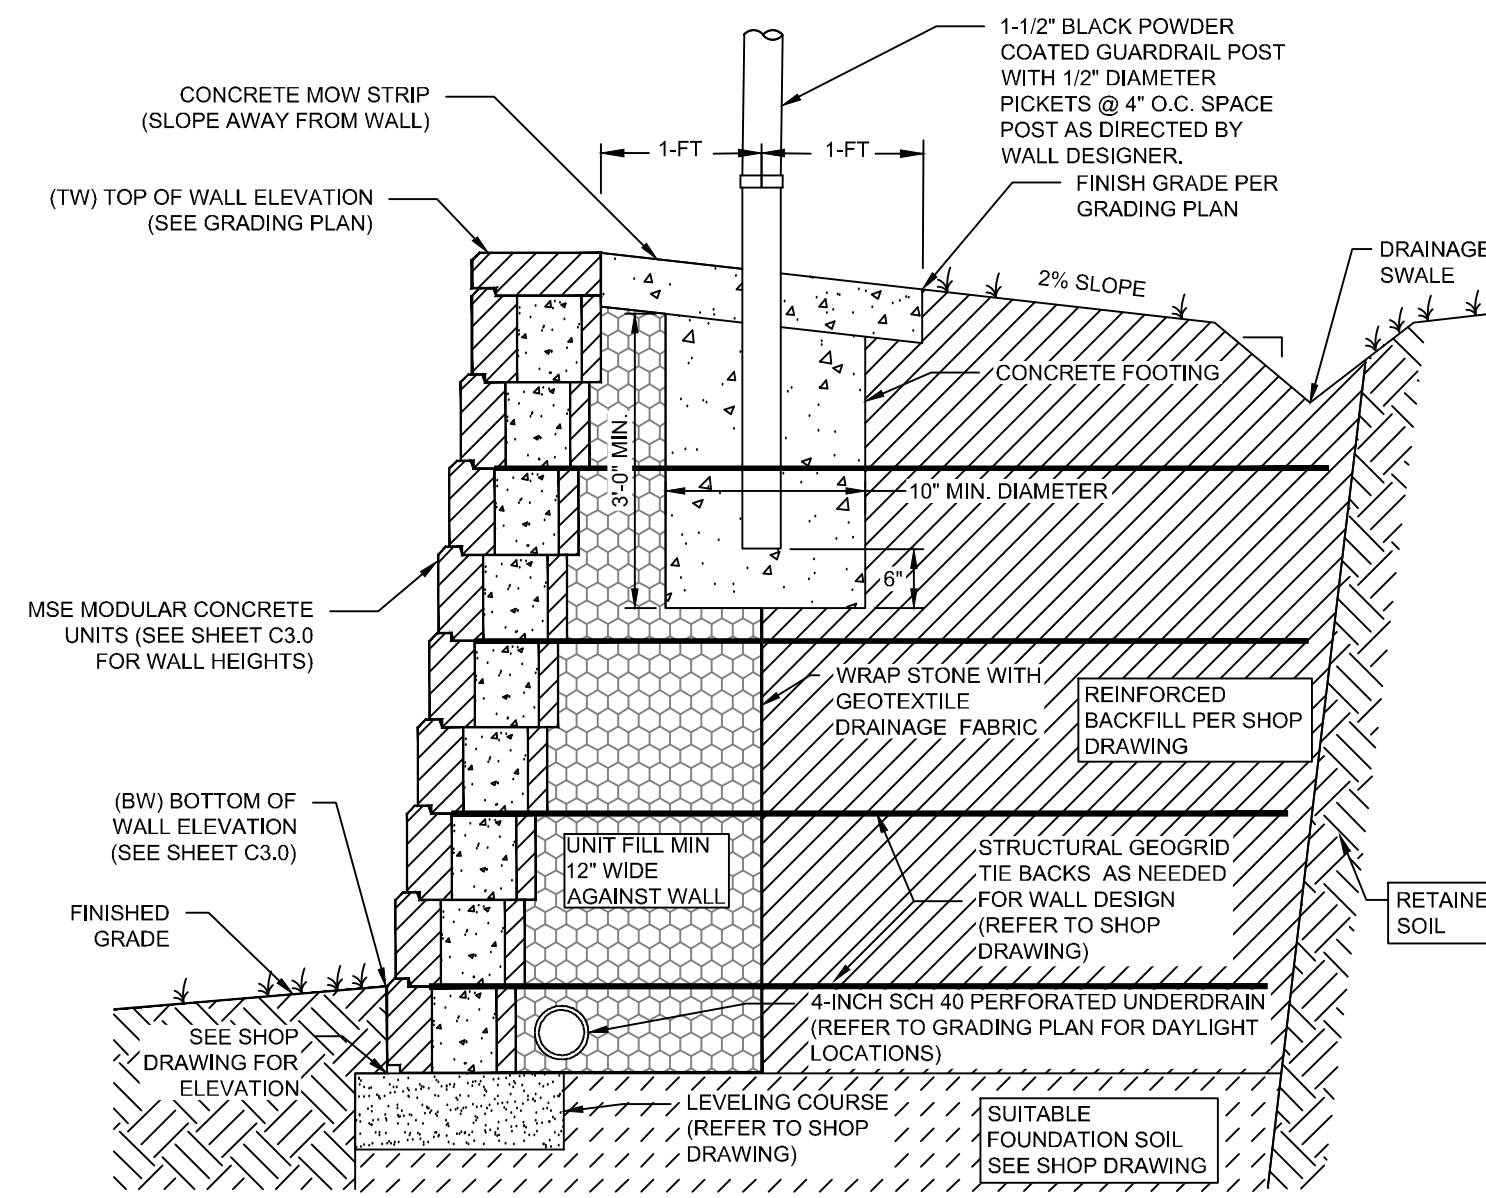 1-1/2" BLACK POWDER
COATED GUARDRAIL POST
WITH 1/2" DIAMETER
PICKETS @ 4" O.C. SPACE
POST AS DIRECTED BY
WALL DESIGNER.
CONCRETE MOW STRIP
(SLOPE AWAY FROM WALL)
1-FT
1-FT
FINISH GRADE PER
GRADING PLAN
(TW) TOP OF WALL ELEVATION
(SEE GRADING PLAN)
DRAINAGE
SWALE
2% SLOPE
CONCRETE FOOTING
3'-0" MIN.
10" MIN. DIAMETER
6"
MSE MODULAR CONCRETE
UNITS (SEE SHEET C3.0
FOR WALL HEIGHTS)
WRAP STONE WITH
GEOTEXTILE
DRAINAGE FABRIC
REINFORCED
BACKFILL PER SHOP
DRAWING
(BW) BOTTOM OF
WALL ELEVATION
(SEE SHEET C3.0)
UNIT FILL MIN
12" WIDE
AGAINST WALL
STRUCTURAL GEOGRID
TIE BACKS AS NEEDED
FOR WALL DESIGN
(REFER TO SHOP
DRAWING)
RETAINE
SOIL
FINISHED
GRADE
4-INCH SCH 40 PERFORATED UNDERDRAIN
(REFER TO GRADING PLAN FOR DAYLIGHT
LOCATIONS)
SEE SHOP
DRAWING FOR
ELEVATION
LEVELING COURSE
(REFER TO SHOP
DRAWING)
SUITABLE
FOUNDATION SOIL
SEE SHOP DRAWING